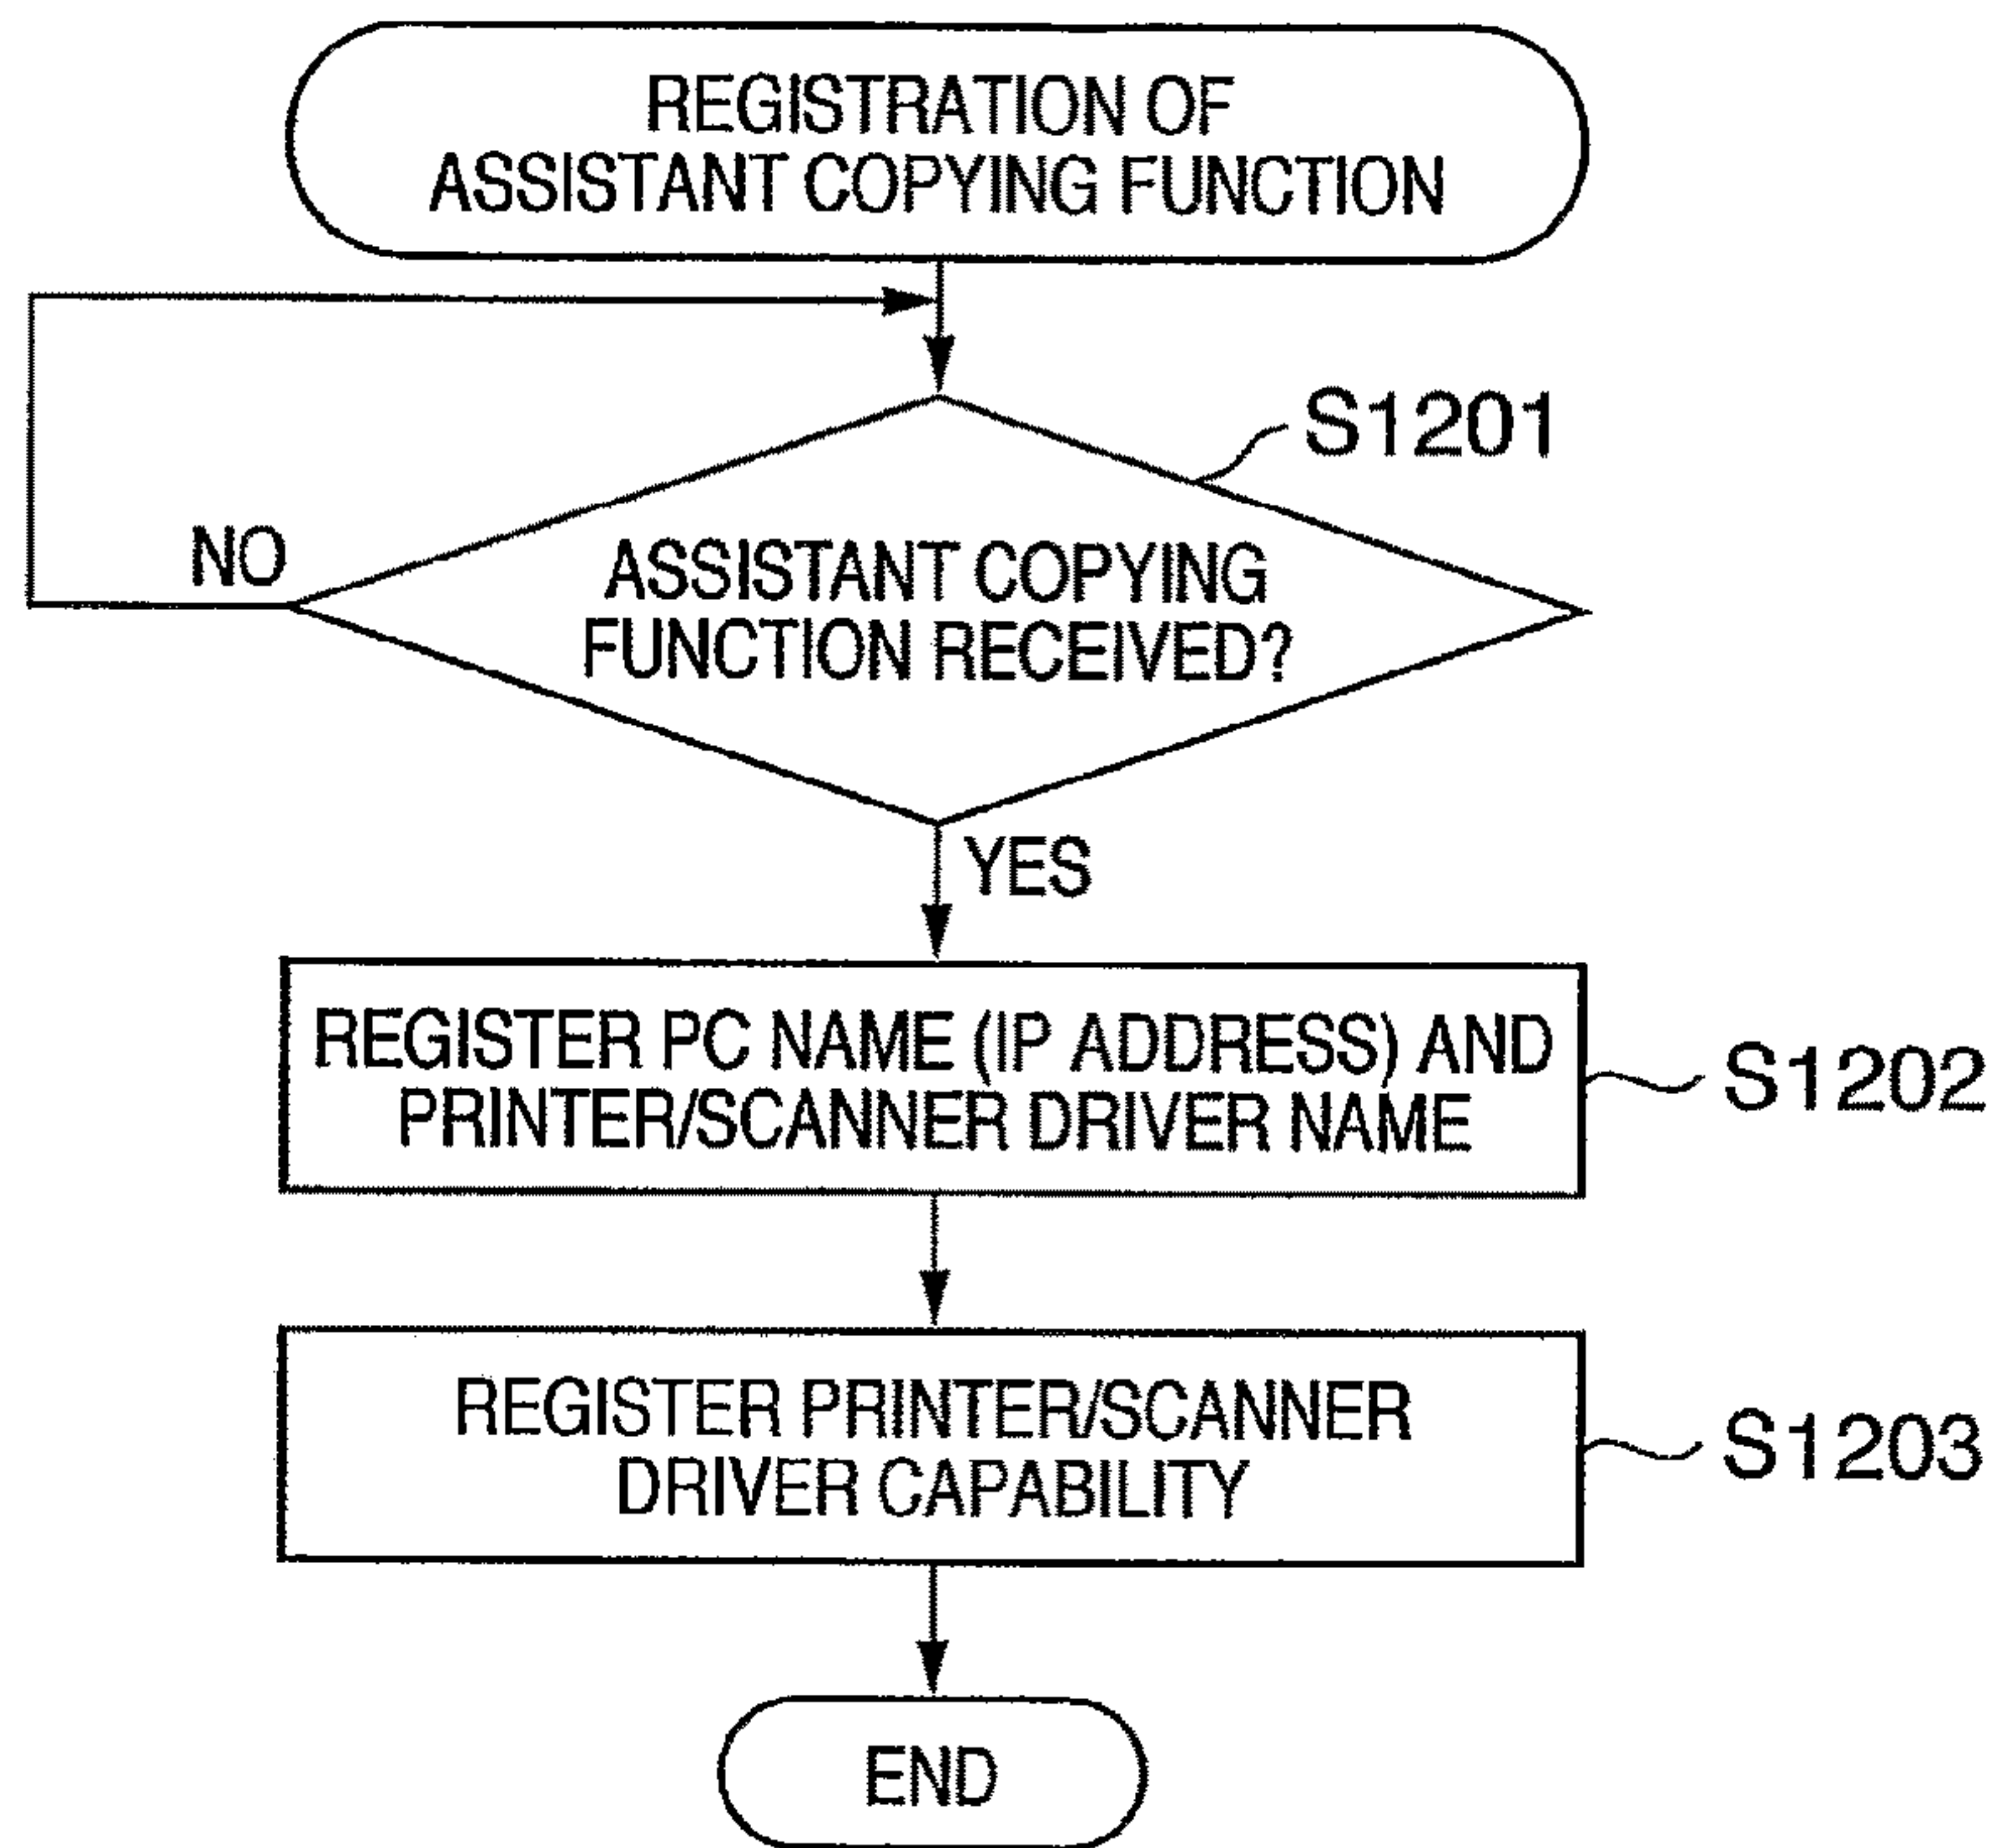 REGISTRATION OF
ASSISTANT COPYING FUNCTION
S1201
NO
ASSISTANT COPYING
FUNCTION RECEIVED?
YES
REGISTER PC NAME (IP ADDRESS) AND
PRINTER/SCANNER DRIVER NAME
S1202
REGISTER PRINTER/SCANNER
DRIVER CAPABILITY
S1203
END